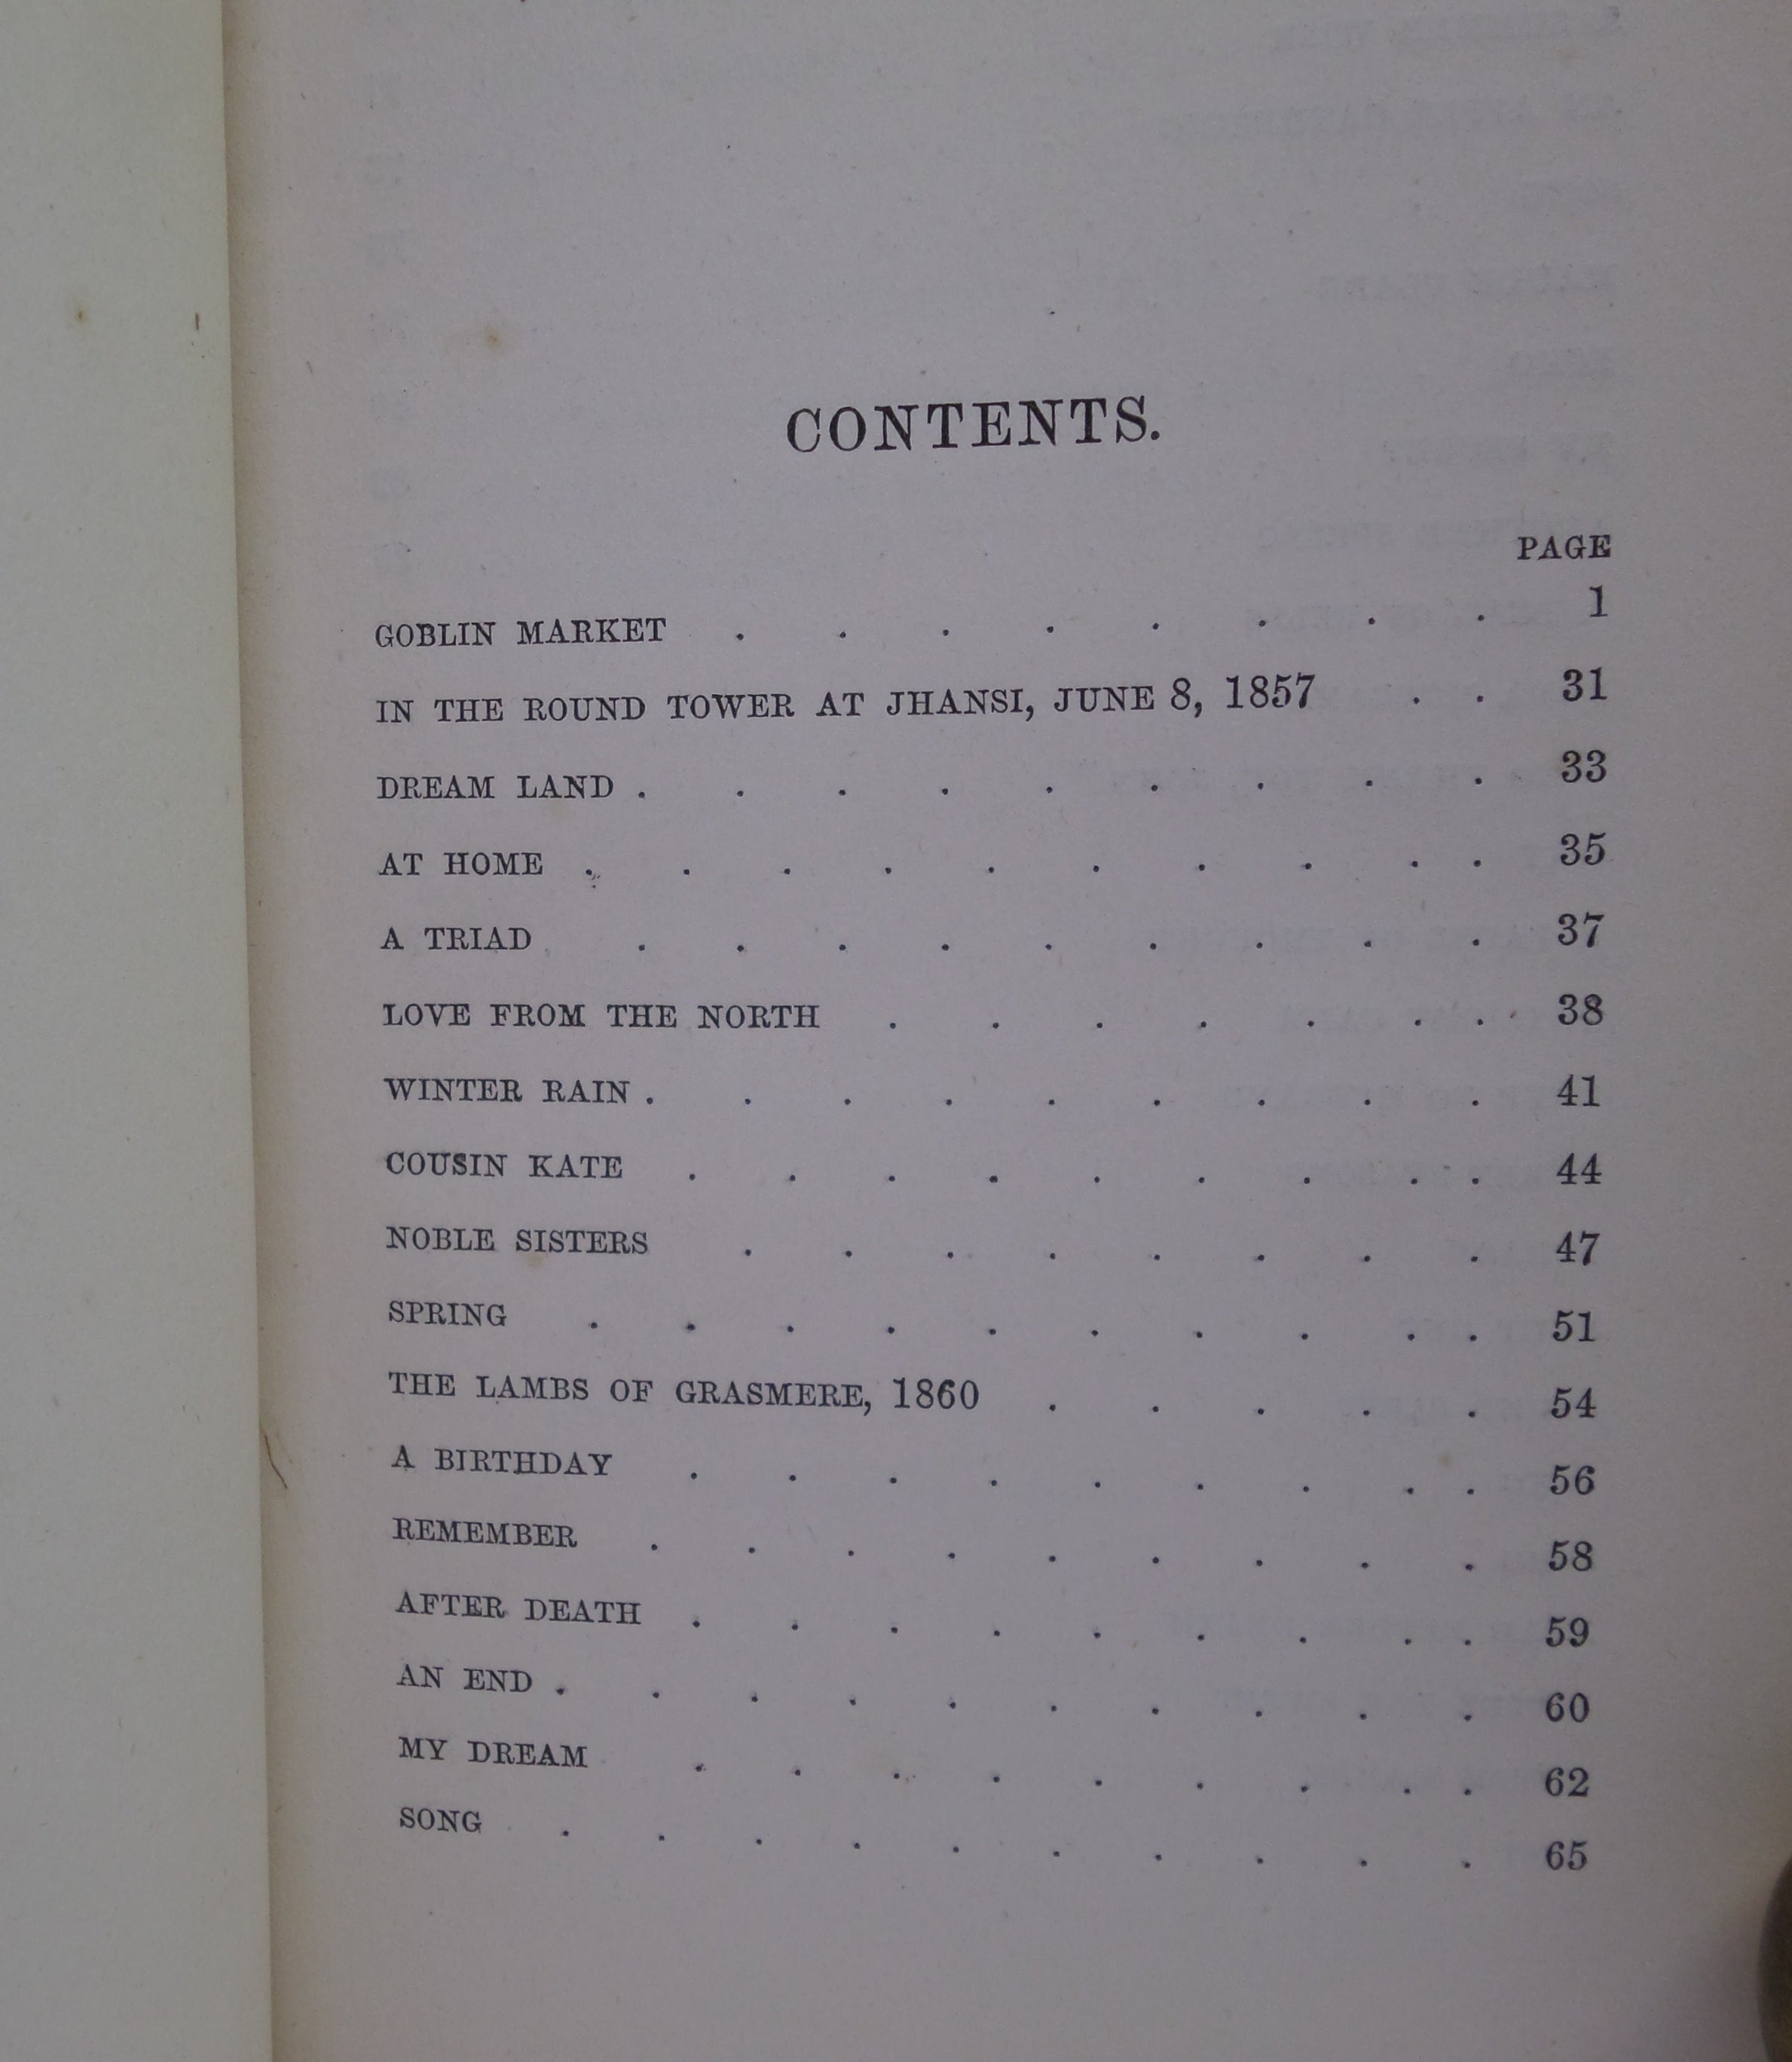 CONTENTS.
PAGE
GOBLIN MARKET . . . . . . . . 1
IN THE ROUND TOWER AT JHANSI, JUNE 8, 1857 . . 31
DREAM LAND . . . . . . . . . 33
AT HOME . . . . . . . . . . 35
A TRIAD . . . . . . . . . 37
LOVE FROM THE NORTH . . . . . . . 38
WINTER RAIN . . . . . . . . . 41
COUSIN KATE . . . . . . . . . 44
NOBLE SISTERS . . . . . . . . 47
SPRING . . . . . . . . . . 51
THE LAMBS OF GRASMERE, 1860 . . . . . 54
A BIRTHDAY . . . . . . . . . 56
REMEMBER . . . . . . . . . 58
AFTER DEATH . . . . . . . . . 59
AN END . . . . . . . . . . 60
MY DREAM . . . . . . . . . 62
SONG . . . . . . . . . . 65